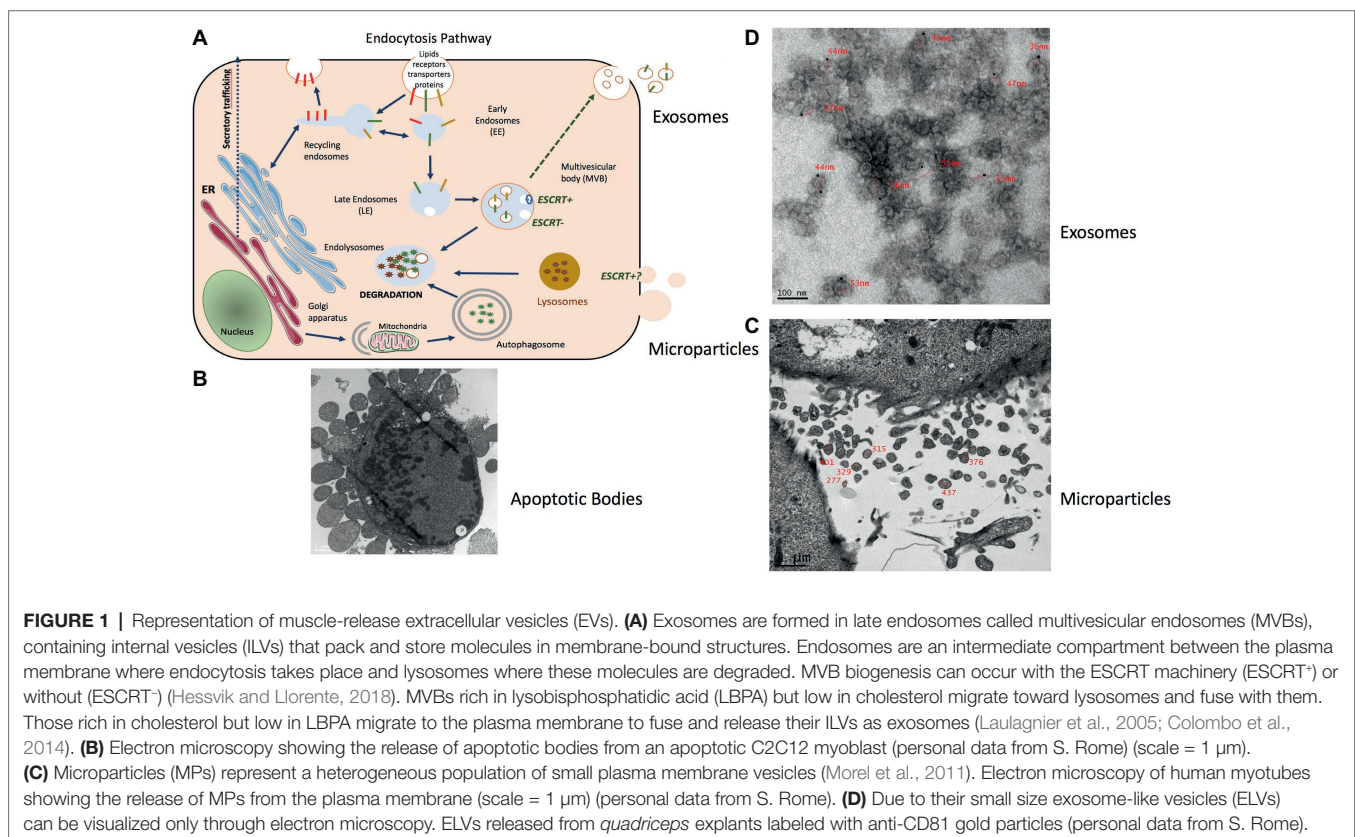 A
Endocytosis Pathway
Lipids
receptors
transporters
proteins
Secretory trafficking
Early
Endosomes
(EE)
Recycling
endosomes
Exosomes
Multivesicular
body (MVB)
ER
Late Endosomes
(LE)
ESCRT+
ESCRT-
Endolysosomes
DEGRADATION
Lysosomes
ESCRT+?
Golgi
apparatus
Nucleus
Mitochondria
Autophagosome
Microparticles
B
Apoptotic Bodies
D
44nm
36nm
47nm
44nm
53nm
100 nm
Exosomes
C
315
329
277
376
437
Microparticles
FIGURE 1 | Representation of muscle-release extracellular vesicles (EVs). (A) Exosomes are formed in late endosomes called multivesicular endosomes (MVBs),
containing internal vesicles (ILVs) that pack and store molecules in membrane-bound structures. Endosomes are an intermediate compartment between the plasma
membrane where endocytosis takes place and lysosomes where these molecules are degraded. MVB biogenesis can occur with the ESCRT machinery (ESCRT⁺) or
without (ESCRT⁻) (Hessvik and Llorente, 2018). MVBs rich in lysobisphosphatidic acid (LBPA) but low in cholesterol migrate toward lysosomes and fuse with them.
Those rich in cholesterol but low in LBPA migrate to the plasma membrane to fuse and release their ILVs as exosomes (Laulagnier et al., 2005; Colombo et al.,
2014). (B) Electron microscopy showing the release of apoptotic bodies from an apoptotic C2C12 myoblast (personal data from S. Rome) (scale = 1 µm).
(C) Microparticles (MPs) represent a heterogeneous population of small plasma membrane vesicles (Morel et al., 2011). Electron microscopy of human myotubes
showing the release of MPs from the plasma membrane (scale = 1 µm) (personal data from S. Rome). (D) Due to their small size exosome-like vesicles (ELVs)
can be visualized only through electron microscopy. ELVs released from quadriceps explants labeled with anti-CD81 gold particles (personal data from S. Rome).